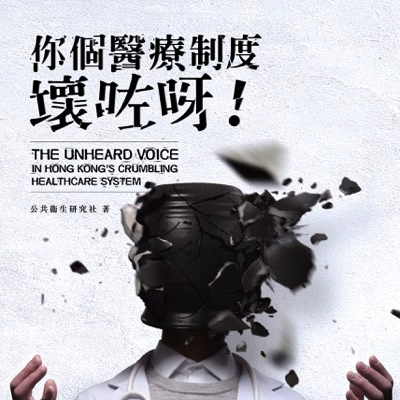 你個醫療制度
壞咗呀！
THE UNHEARD VOICE
IN HONG KONG'S CRUMBLING
HEALTHCARE SYSTEM
公共衞生研究社 著